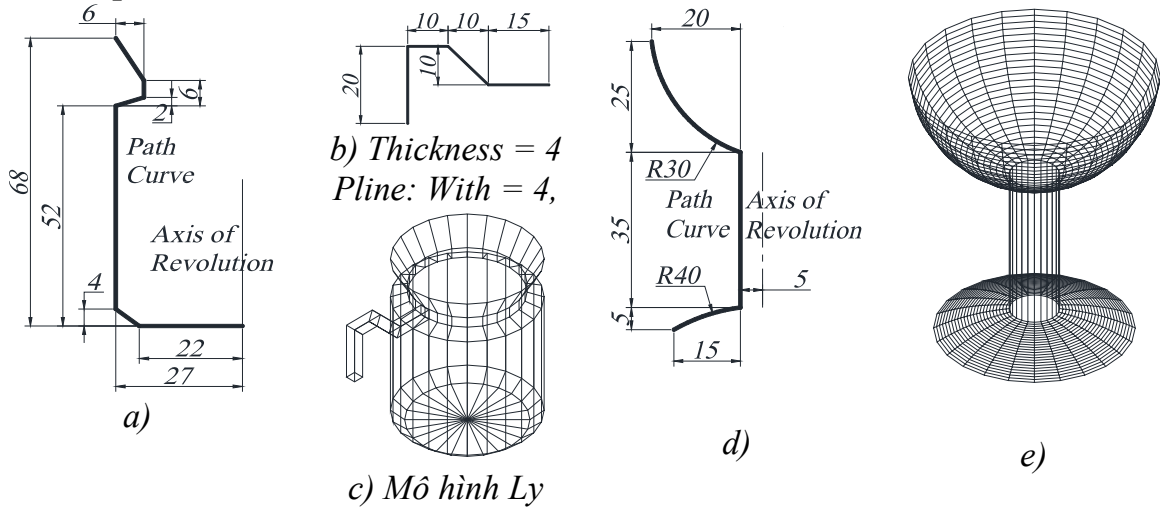 6
68
52
4
2
6
Path
Curve
Axis of
Revolution
22
27
a)
10 10 15
20
10
b) Thickness = 4
Pline: With = 4,
c) Mô hình Ly
20
25
R30
Path
Curve
Axis of
Revolution
35
R40
5
5
15
d)
e)